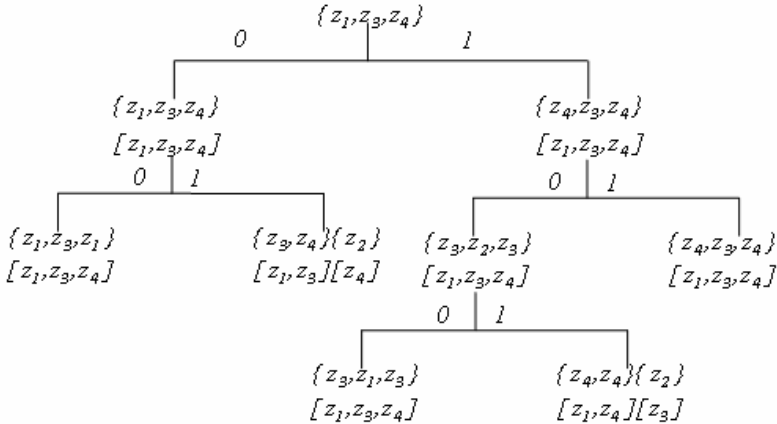 {z₁,z₃,z₄}
0 1
{z₁,z₃,z₄} {z₄,z₃,z₄}
[z₁,z₃,z₄] [z₁,z₃,z₄]
0 1 0 1
{z₁,z₃,z₁} {z₃,z₄}{z₂} {z₃,z₂,z₃} {z₄,z₃,z₄}
[z₁,z₃,z₄] [z₁,z₃][z₄] [z₁,z₃,z₄] [z₁,z₃,z₄]
0 1
{z₃,z₁,z₃} {z₄,z₄}{z₂}
[z₁,z₃,z₄] [z₁,z₄][z₃]